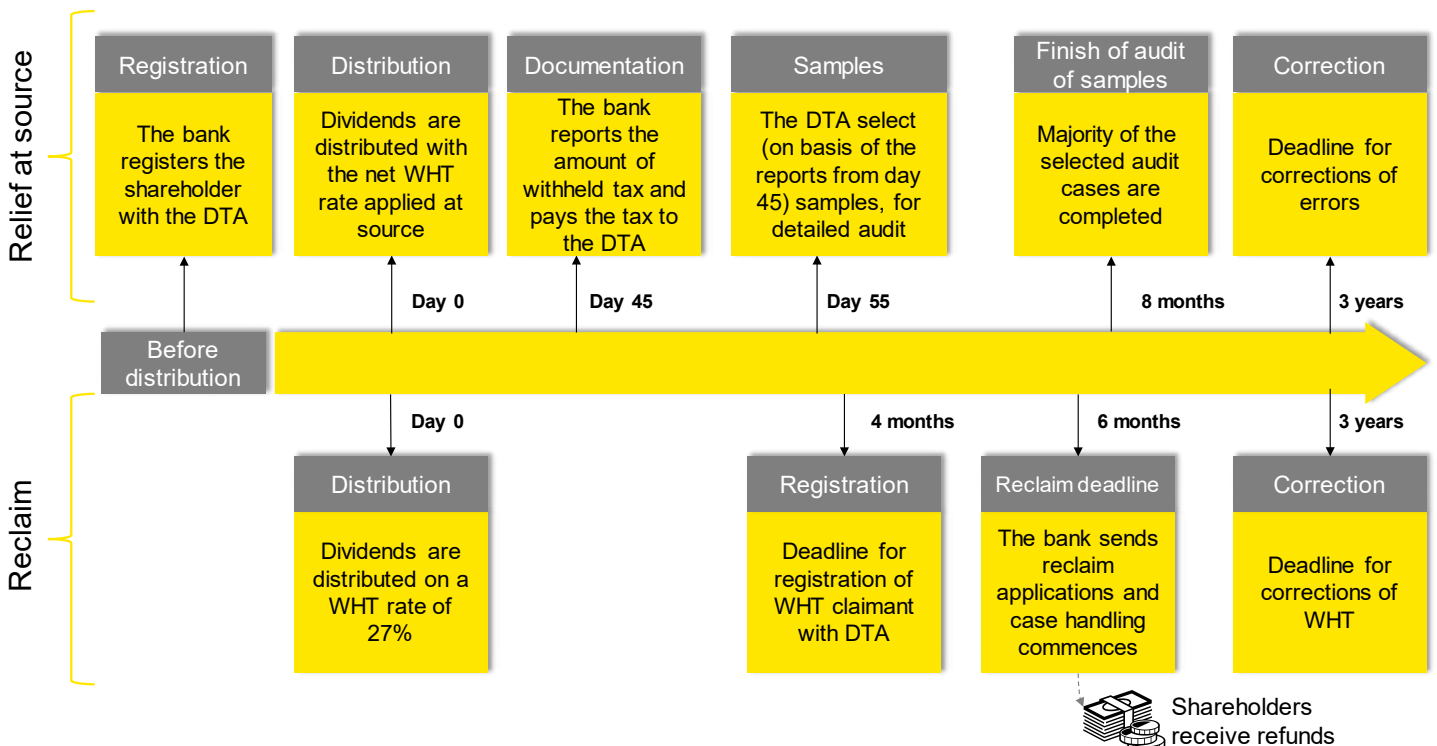 Relief at source
Registration
The bank
registers the
shareholder
with the DTA
Distribution
Dividends are
distributed with
the net WHT
rate applied at
source
Documentation
The bank
reports the
amount of
withheld tax and
pays the tax to
the DTA
Samples
The DTA select
(on basis of the
reports from day
45) samples, for
detailed audit
Finish of audit
of samples
Majority of the
selected audit
cases are
completed
Correction
Deadline for
corrections of
errors
Day 0
Day 45
Day 55
8 months
3 years
Before
distribution
Reclaim
Day 0
4 months
6 months
3 years
Distribution
Dividends are
distributed on a
WHT rate of
27%
Registration
Deadline for
registration of
WHT claimant
with DTA
Reclaim deadline
The bank sends
reclaim
applications and
case handling
commences
Correction
Deadline for
corrections of
WHT
Shareholders
receive refunds